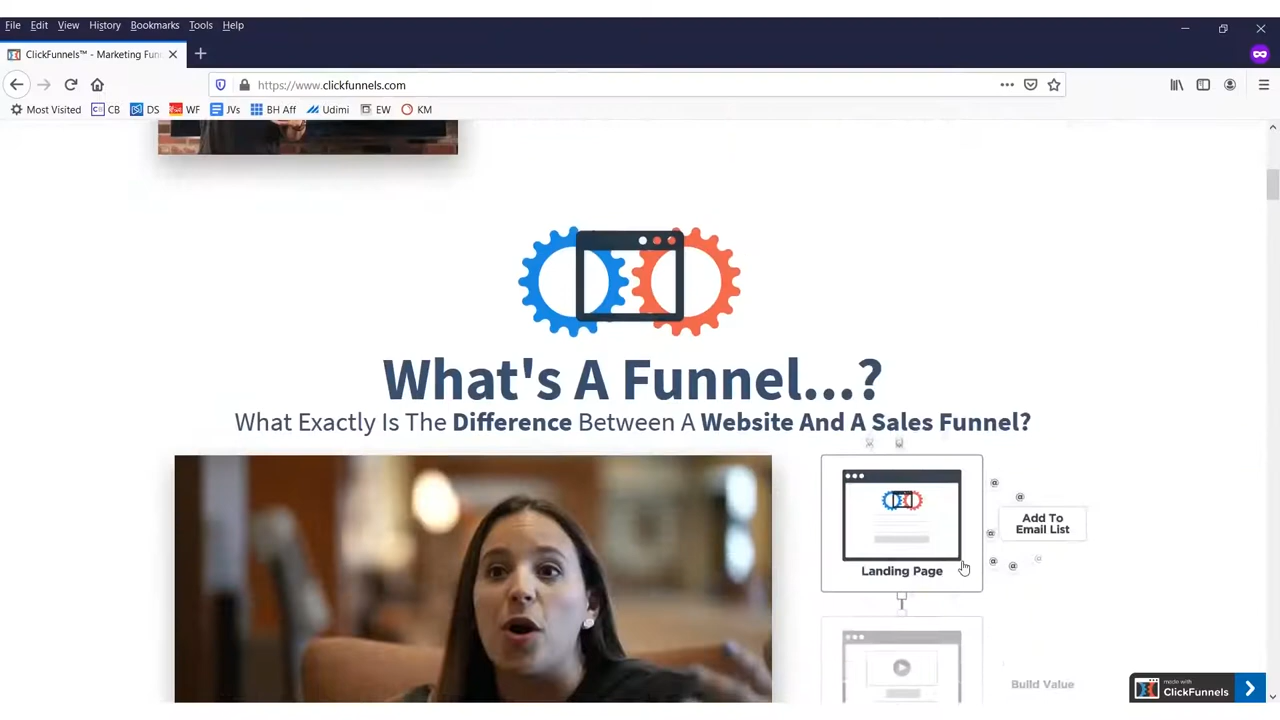 File Edit View History Bookmarks Tools Help
ClickFunnels™ - Marketing Fun
https://www.clickfunnels.com
Most Visited CB DS WF JVs BH Aff Udimi EW KM
What's A Funnel...?
What Exactly Is The Difference Between A Website And A Sales Funnel?
Add To
Email List
Landing Page
Build Value
made with
ClickFunnels